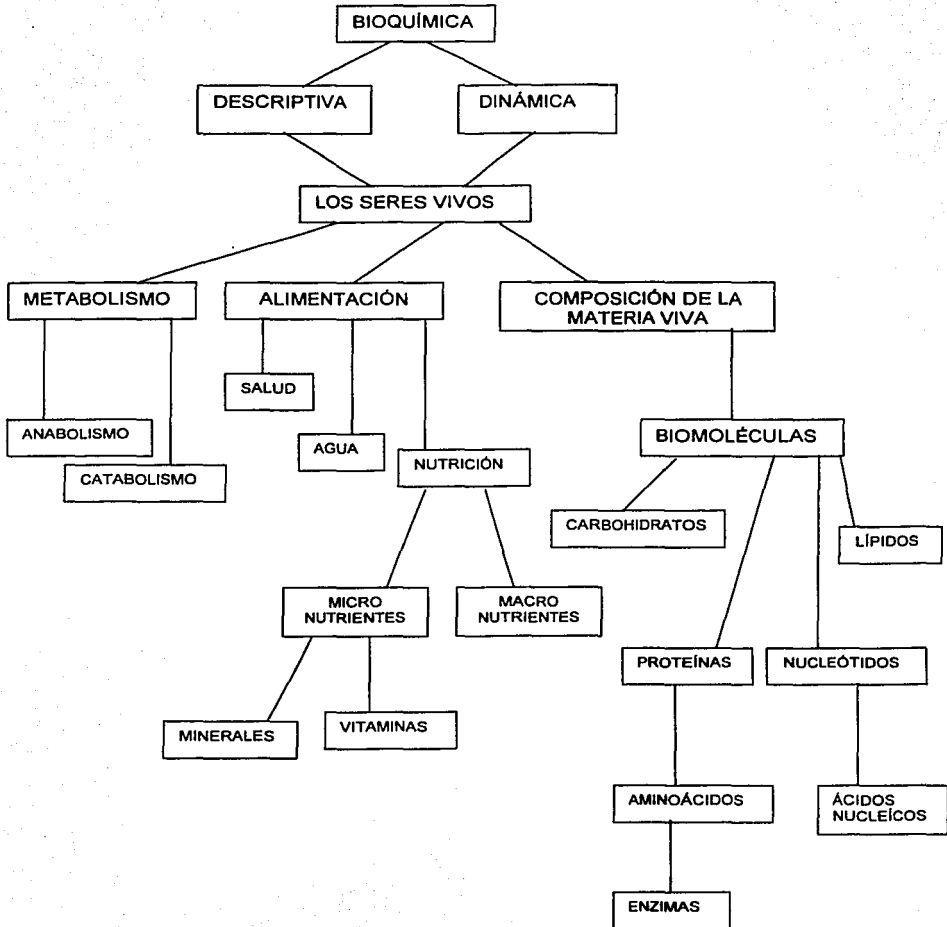 BIOQUÍMICA
DESCRIPTIVA
DINÁMICA
LOS SERES VIVOS
METABOLISMO
ALIMENTACIÓN
COMPOSICIÓN DE LA
MATERIA VIVA
SALUD
ANABOLISMO
AGUA
BIOMOLÉCULAS
CATABOLISMO
NUTRICIÓN
CARBOHIDRATOS
LÍPIDOS
MICRO
NUTRIENTES
MACRO
NUTRIENTES
PROTEÍNAS
NUCLEÓTIDOS
MINERALES
VITAMINAS
AMINOÁCIDOS
ÁCIDOS
NUCLEÍCOS
ENZIMAS